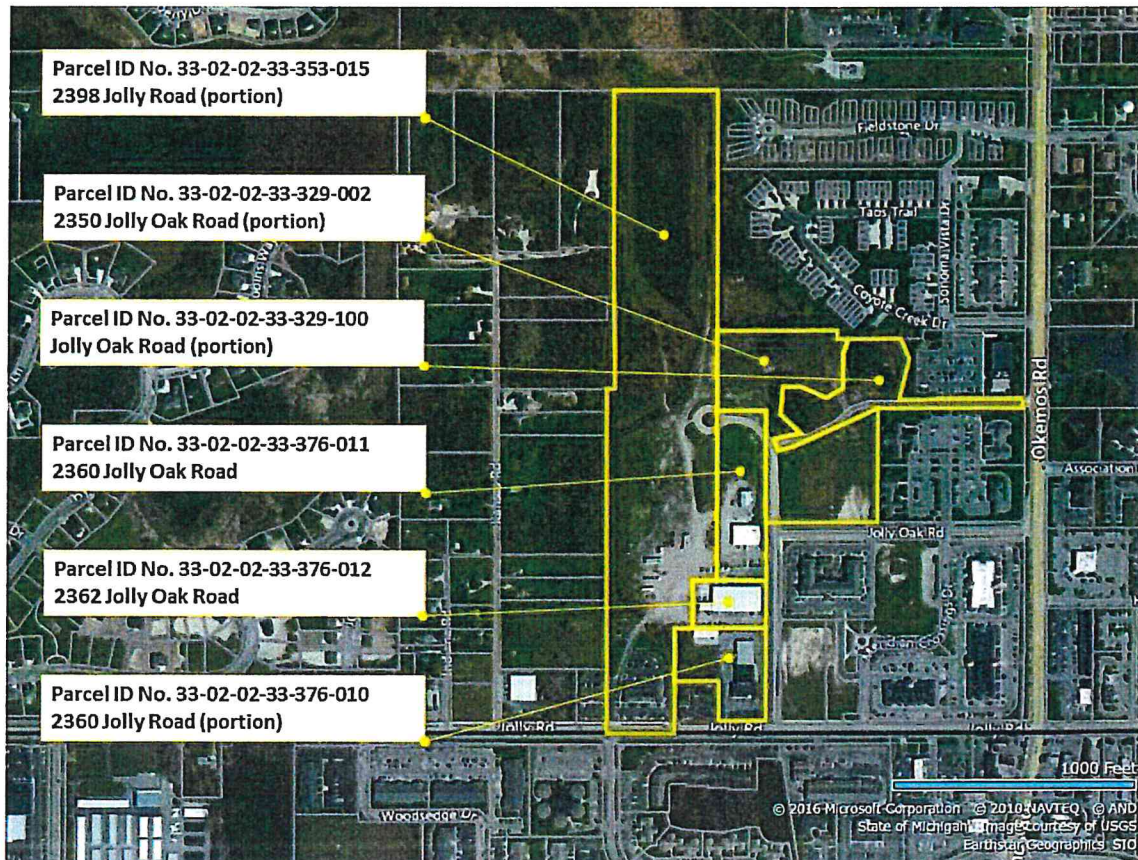 Parcel ID No. 33-02-02-33-353-015
2398 Jolly Road (portion)
Parcel ID No. 33-02-02-33-329-002
2350 Jolly Oak Road (portion)
Parcel ID No. 33-02-02-33-329-100
Jolly Oak Road (portion)
Parcel ID No. 33-02-02-33-376-011
2360 Jolly Oak Road
Parcel ID No. 33-02-02-33-376-012
2362 Jolly Oak Road
Parcel ID No. 33-02-02-33-376-010
2360 Jolly Road (portion)
Fieldstone Dr
Taos Trail
Sonoma Vista Dr
Coyote Creek Dr
Okemos Rd
Association
Jolly Oak Rd
Jolly Rd
Jolly Rd
Jolly Rd
Woodsedge Dr
1000 Feet
© 2016 Microsoft Corporation © 2010 NAVTEQ © AND
State of Michigan Image courtesy of USGS
Earthstar Geographics SIO